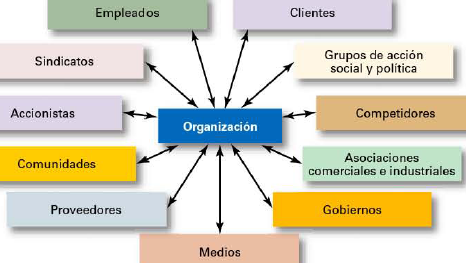 Empleados
Clientes
Sindicatos
Grupos de acción
social y política
Accionistas
Organización
Competidores
Comunidades
Asociaciones
comerciales e industriales
Proveedores
Gobiernos
Medios